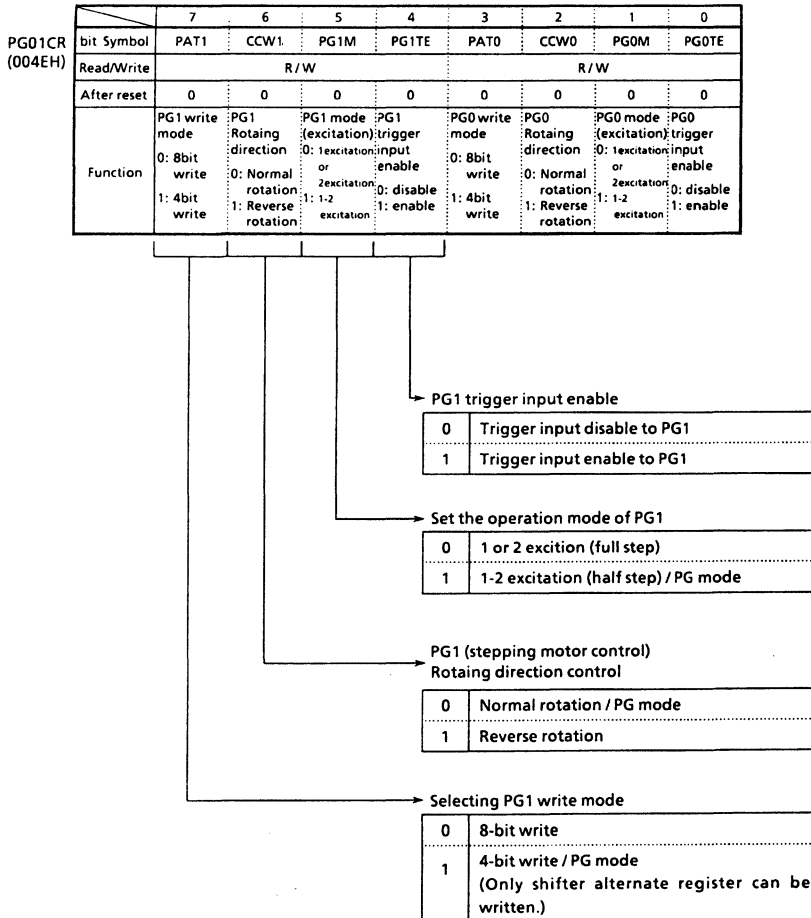 7 6 5 4 3 2 1 0
PG01CR
(004EH)
bit Symbol PAT1 CCW1 PG1M PG1TE PAT0 CCW0 PG0M PG0TE
Read/Write R/W R/W
After reset 0 0 0 0 0 0 0 0
Function
PG1 write
mode
0: 8bit
write
1: 4bit
write
PG1
Rotaing
direction
0: Normal
rotation
1: Reverse
rotation
PG1 mode
(excitation)
0: 1excitation
or
2excitation
1: 1-2
excitation
PG1
trigger
input
enable
0: disable
1: enable
PG0 write
mode
0: 8bit
write
1: 4bit
write
PG0
Rotaing
direction
0: Normal
rotation
1: Reverse
rotation
PG0 mode
(excitation)
0: 1excitation
or
2excitation
1: 1-2
excitation
PG0
trigger
input
enable
0: disable
1: enable
PG1 trigger input enable
0 Trigger input disable to PG1
1 Trigger input enable to PG1
Set the operation mode of PG1
0 1 or 2 excition (full step)
1 1-2 excitation (half step) / PG mode
PG1 (stepping motor control)
Rotaing direction control
0 Normal rotation / PG mode
1 Reverse rotation
Selecting PG1 write mode
0 8-bit write
1 4-bit write / PG mode
(Only shifter alternate register can be
written.)